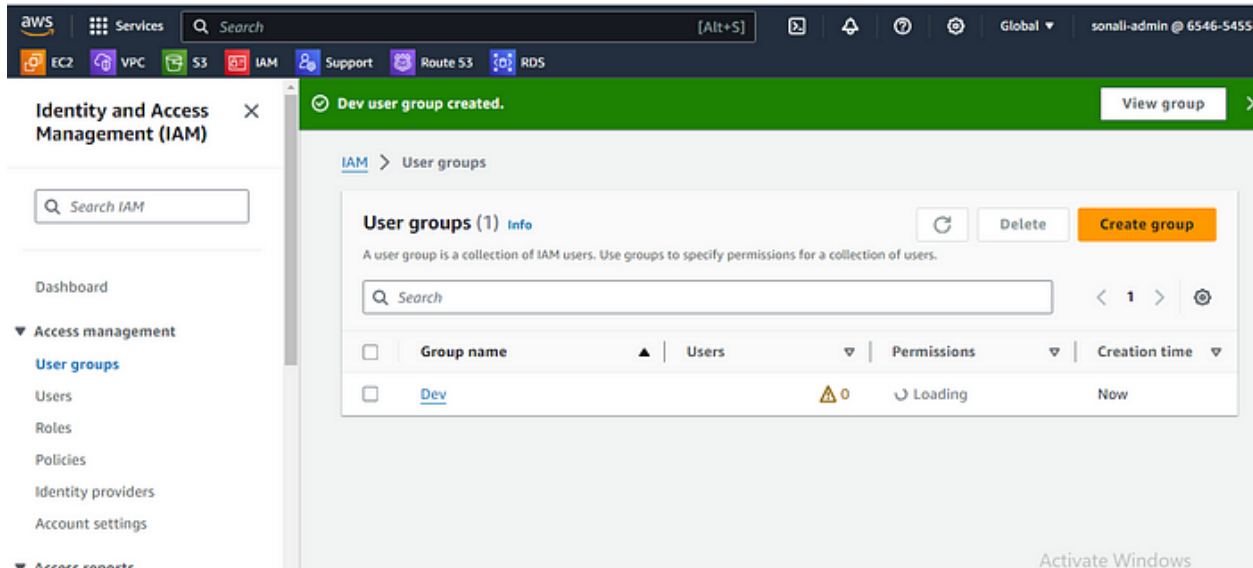 aws Services Search [Alt+S] Global sonali-admin @ 6546-5455
EC2 VPC S3 IAM Support Route 53 RDS
Identity and Access
Management (IAM)
Search IAM
Dashboard
Access management
User groups
Users
Roles
Policies
Identity providers
Account settings
Access reports
Dev user group created. View group
IAM > User groups
User groups (1) Info Delete Create group
A user group is a collection of IAM users. Use groups to specify permissions for a collection of users.
Search 1
Group name Users Permissions Creation time
Dev 0 Loading Now
Activate Windows